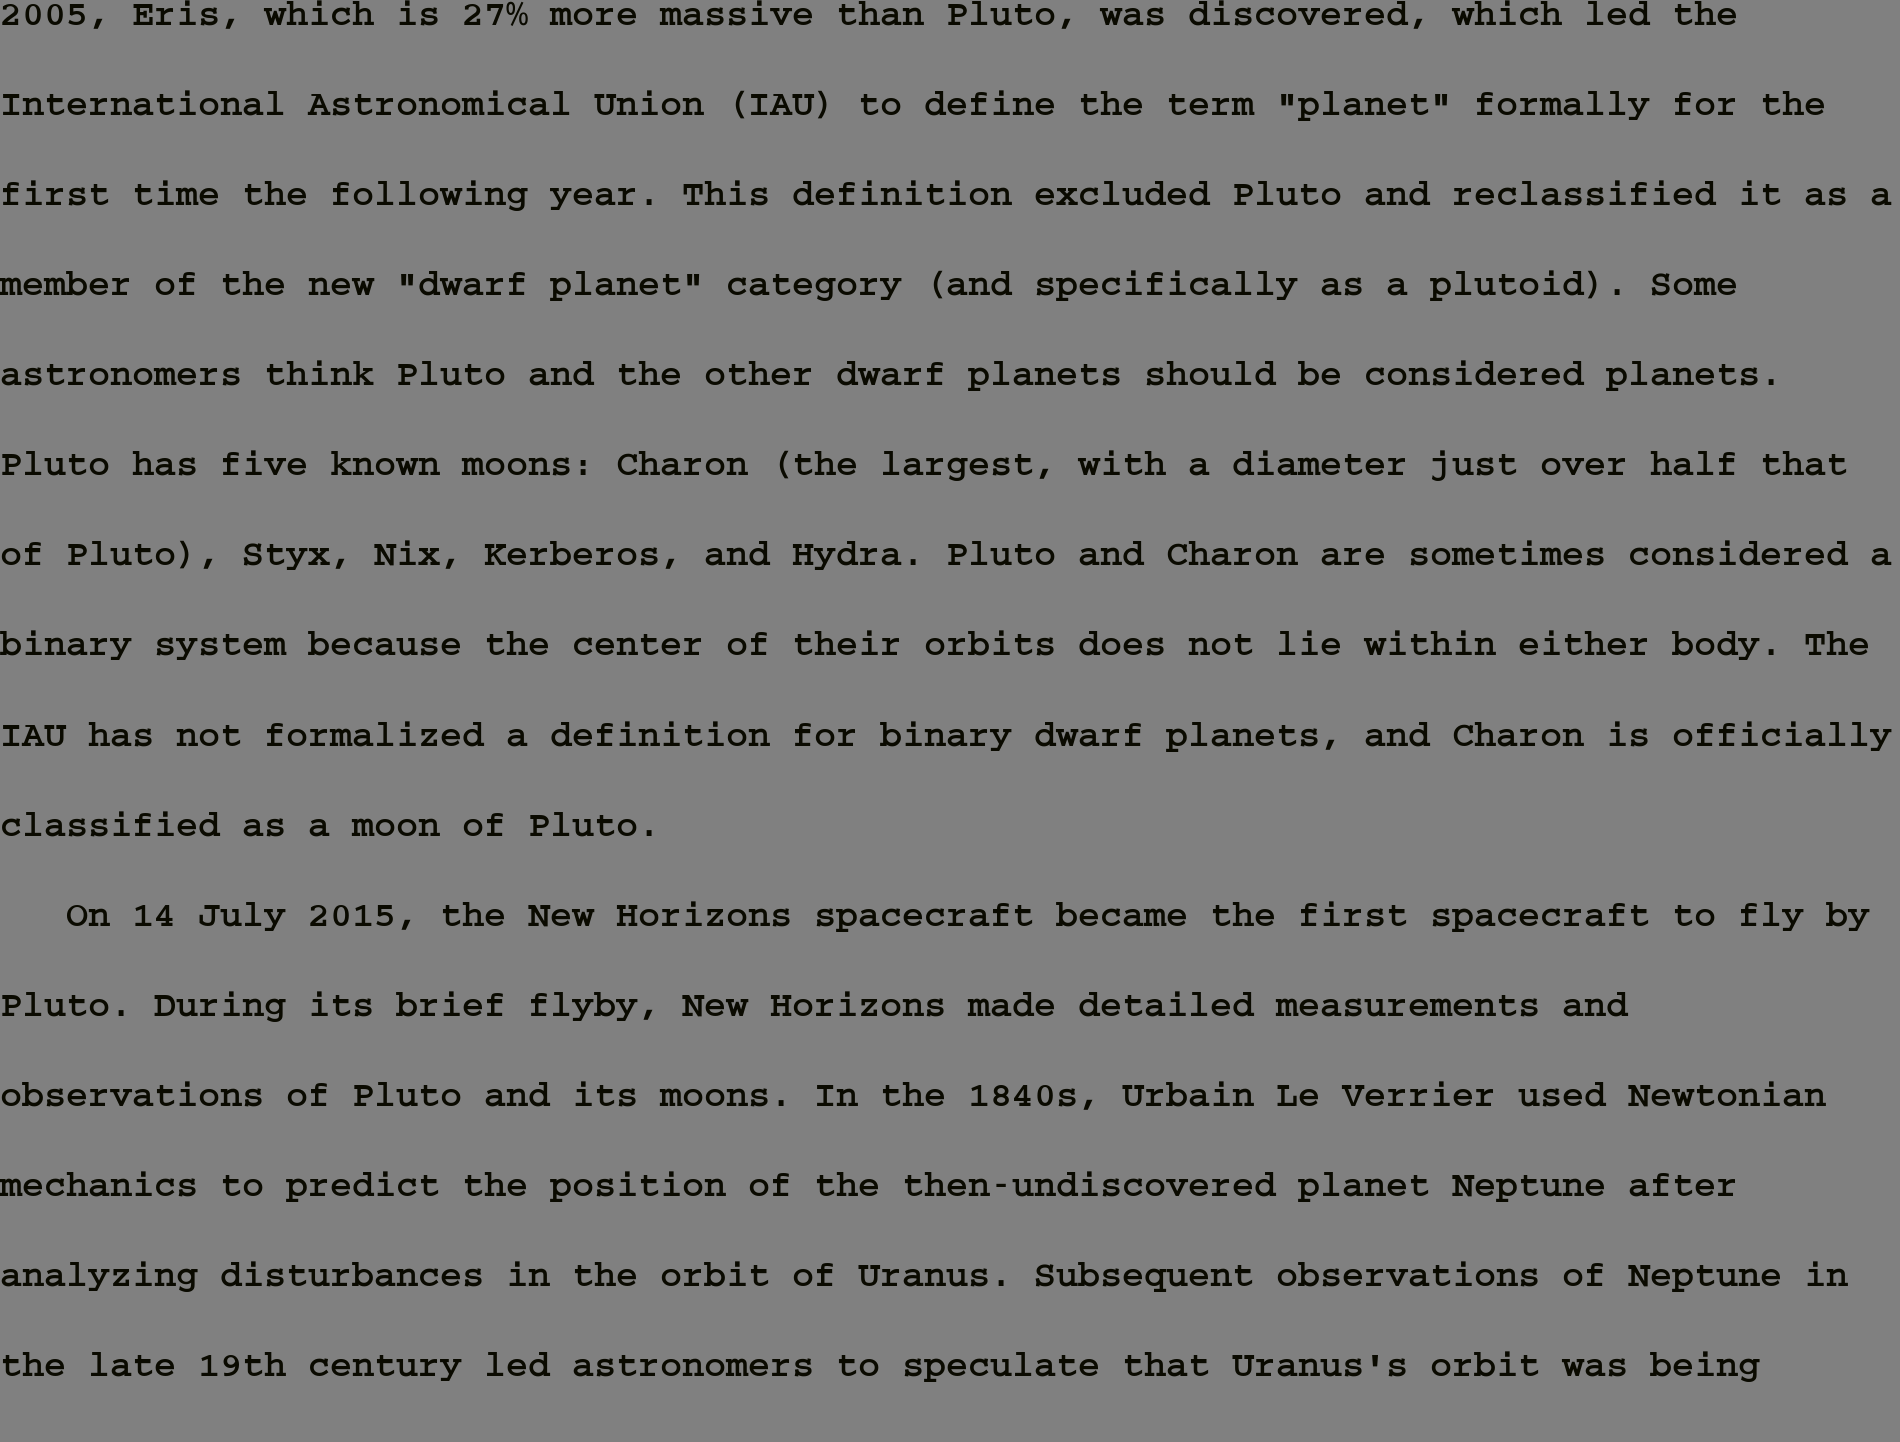 2005, Eris, which is 27% more massive than Pluto, was discovered, which led the
International Astronomical Union (IAU) to define the term "planet" formally for the
first time the following year. This definition excluded Pluto and reclassified it as a
member of the new "dwarf planet" category (and specifically as a plutoid). Some
astronomers think Pluto and the other dwarf planets should be considered planets.
Pluto has five known moons: Charon (the largest, with a diameter just over half that
of Pluto), Styx, Nix, Kerberos, and Hydra. Pluto and Charon are sometimes considered a
binary system because the center of their orbits does not lie within either body. The
IAU has not formalized a definition for binary dwarf planets, and Charon is officially
classified as a moon of Pluto.
On 14 July 2015, the New Horizons spacecraft became the first spacecraft to fly by
Pluto. During its brief flyby, New Horizons made detailed measurements and
observations of Pluto and its moons. In the 1840s, Urbain Le Verrier used Newtonian
mechanics to predict the position of the then-undiscovered planet Neptune after
analyzing disturbances in the orbit of Uranus. Subsequent observations of Neptune in
the late 19th century led astronomers to speculate that Uranus's orbit was being